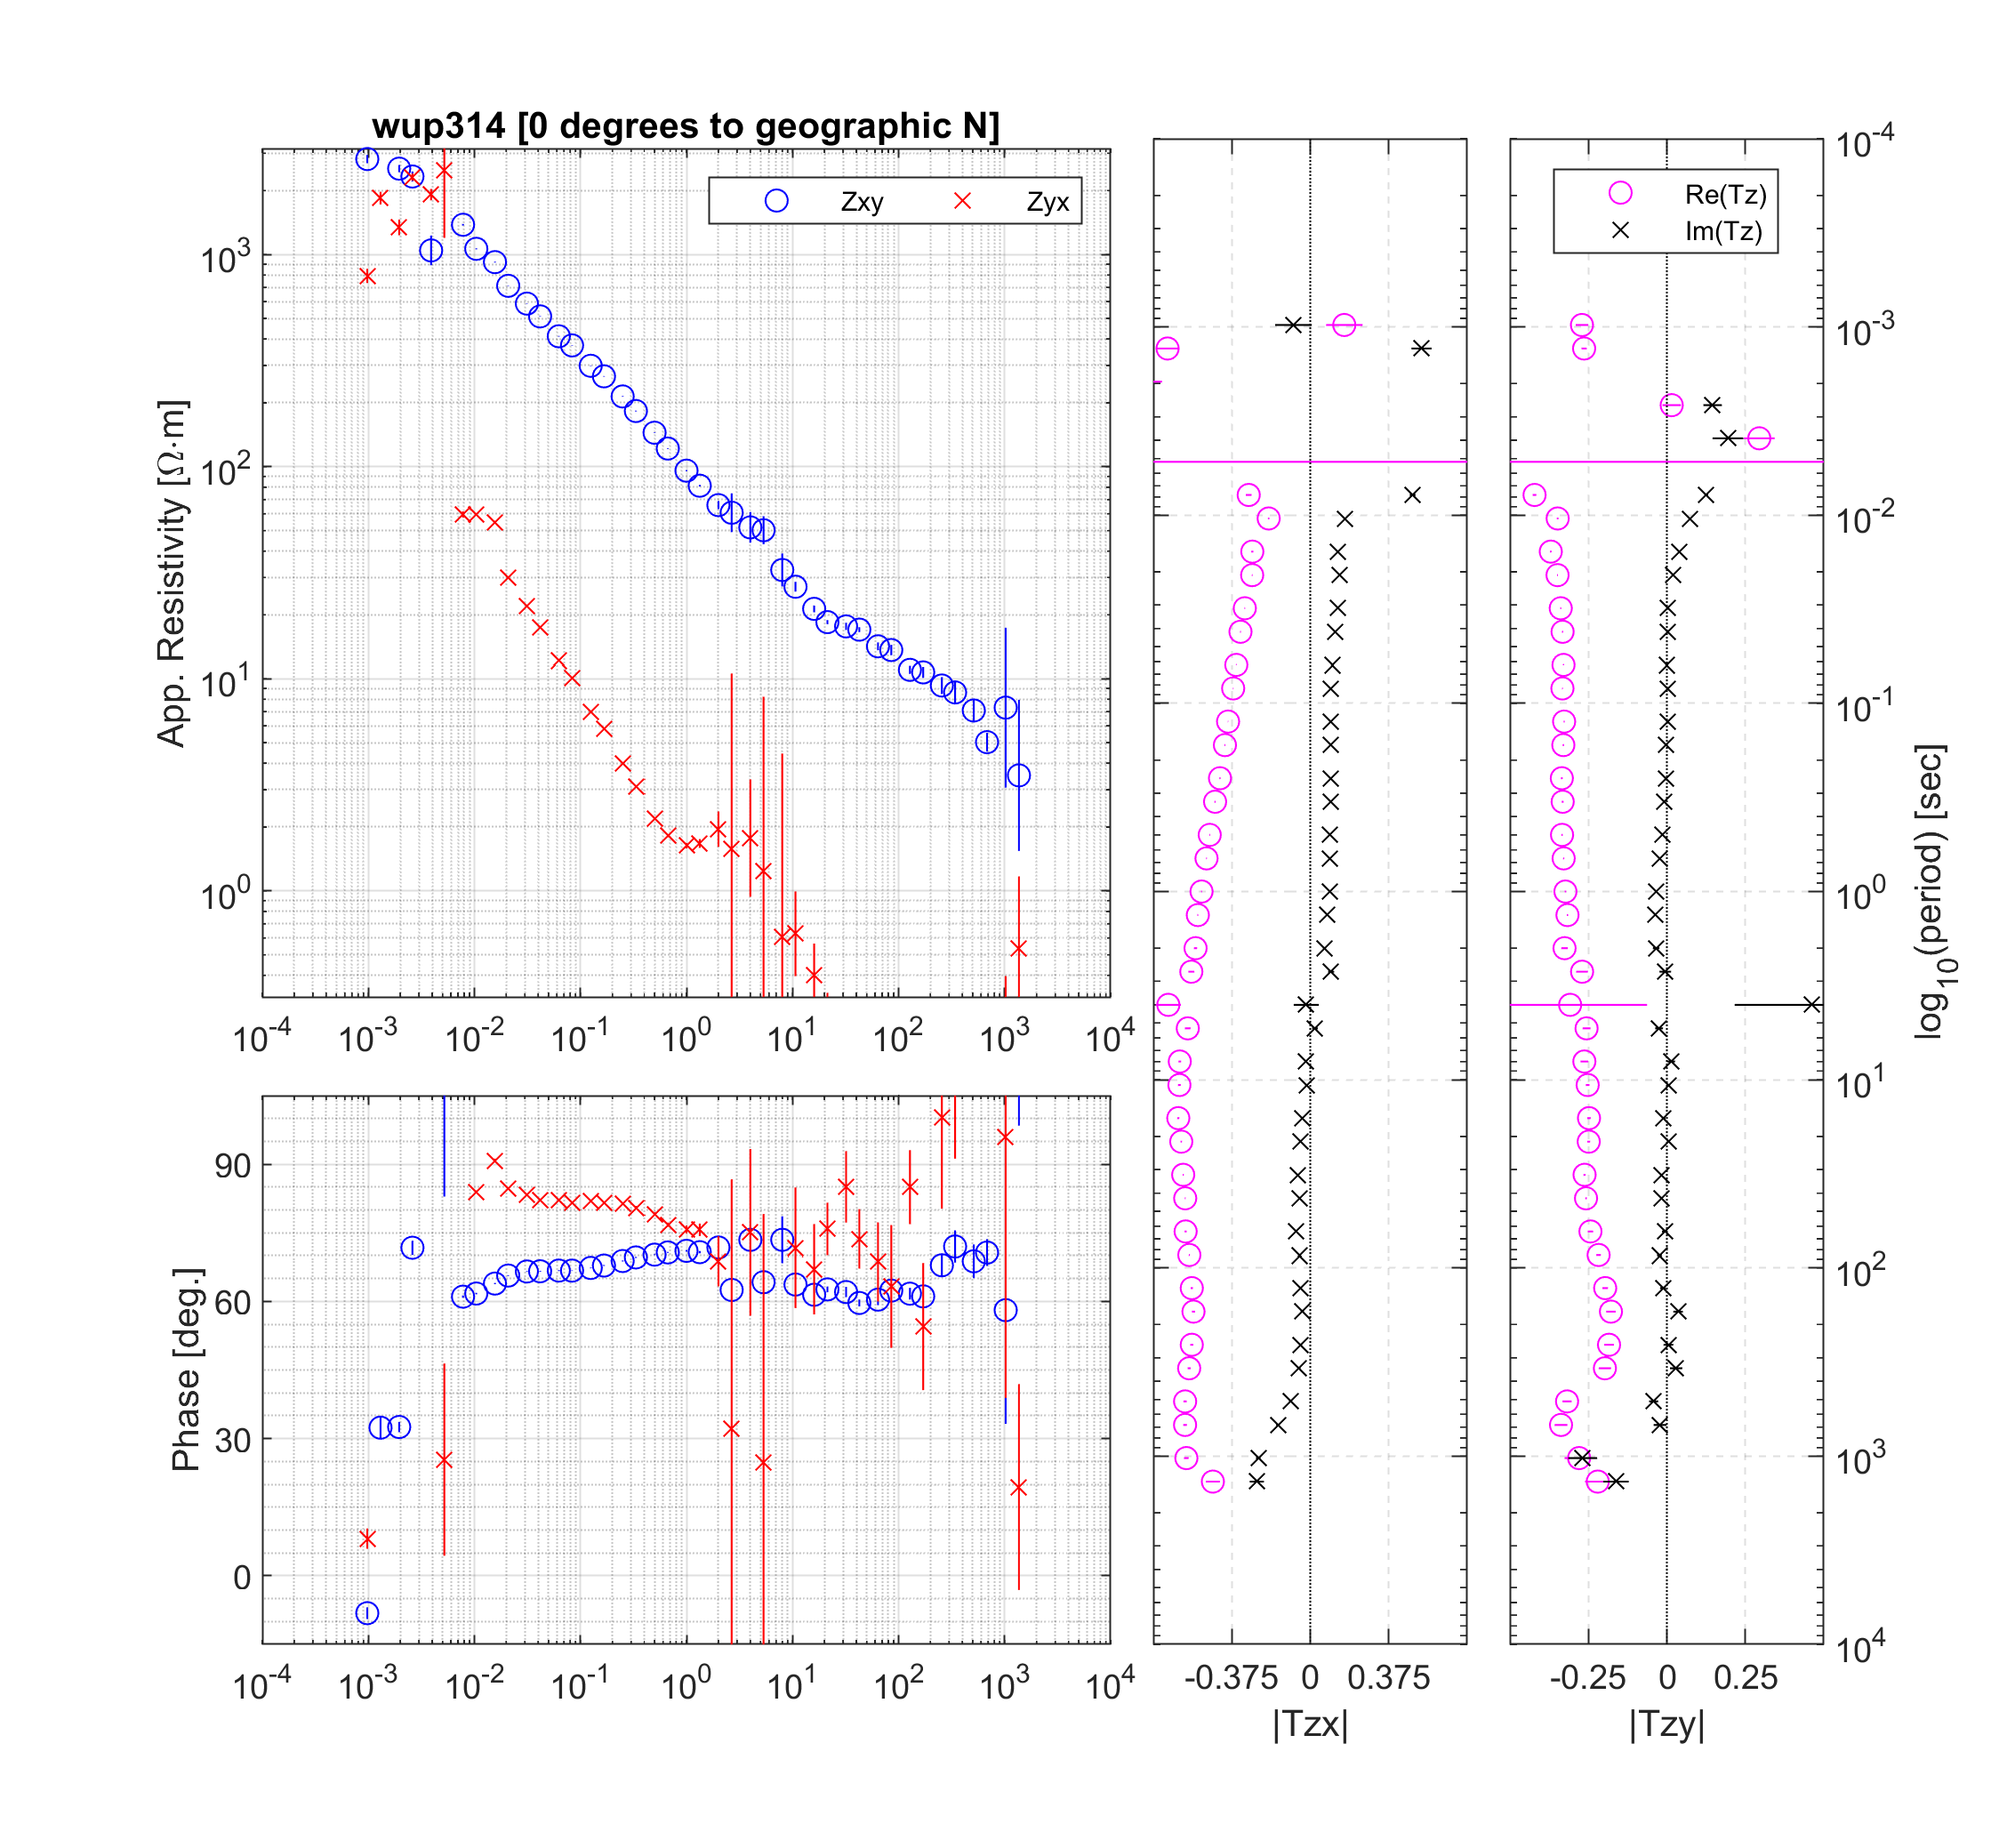 wup314 [0 degrees to geographic N]
App. Resistivity [Ω·m]
Zxy Zyx
10^3
10^2
10^1
10^0
10^-4 10^-3 10^-2 10^-1 10^0 10^1 10^2 10^3 10^4
Phase [deg.]
90
60
30
0
10^-4 10^-3 10^-2 10^-1 10^0 10^1 10^2 10^3 10^4
-0.375 0 0.375
|Tzx|
Re(Tz)
Im(Tz)
-0.25 0 0.25
|Tzy|
10^-4
10^-3
10^-2
10^-1
10^0
10^1
10^2
10^3
10^4
log_10(period) [sec]